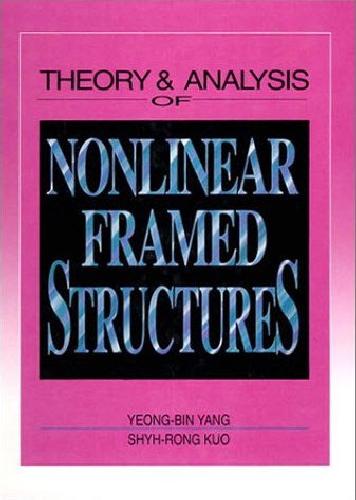 THEORY & ANALYSIS
OF
NONLINEAR
FRAMED
STRUCTURES
YEONG-BIN YANG
SHYH-RONG KUO